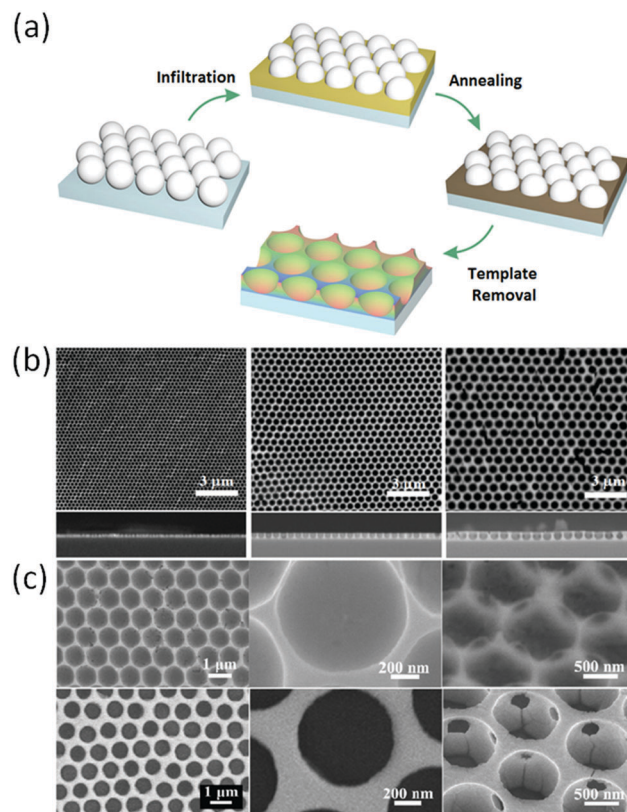 (a)
Infiltration
Annealing
Template
Removal
(b)
3 μm
3 μm
3 μm
(c)
1 μm
200 nm
500 nm
1 μm
200 nm
500 nm